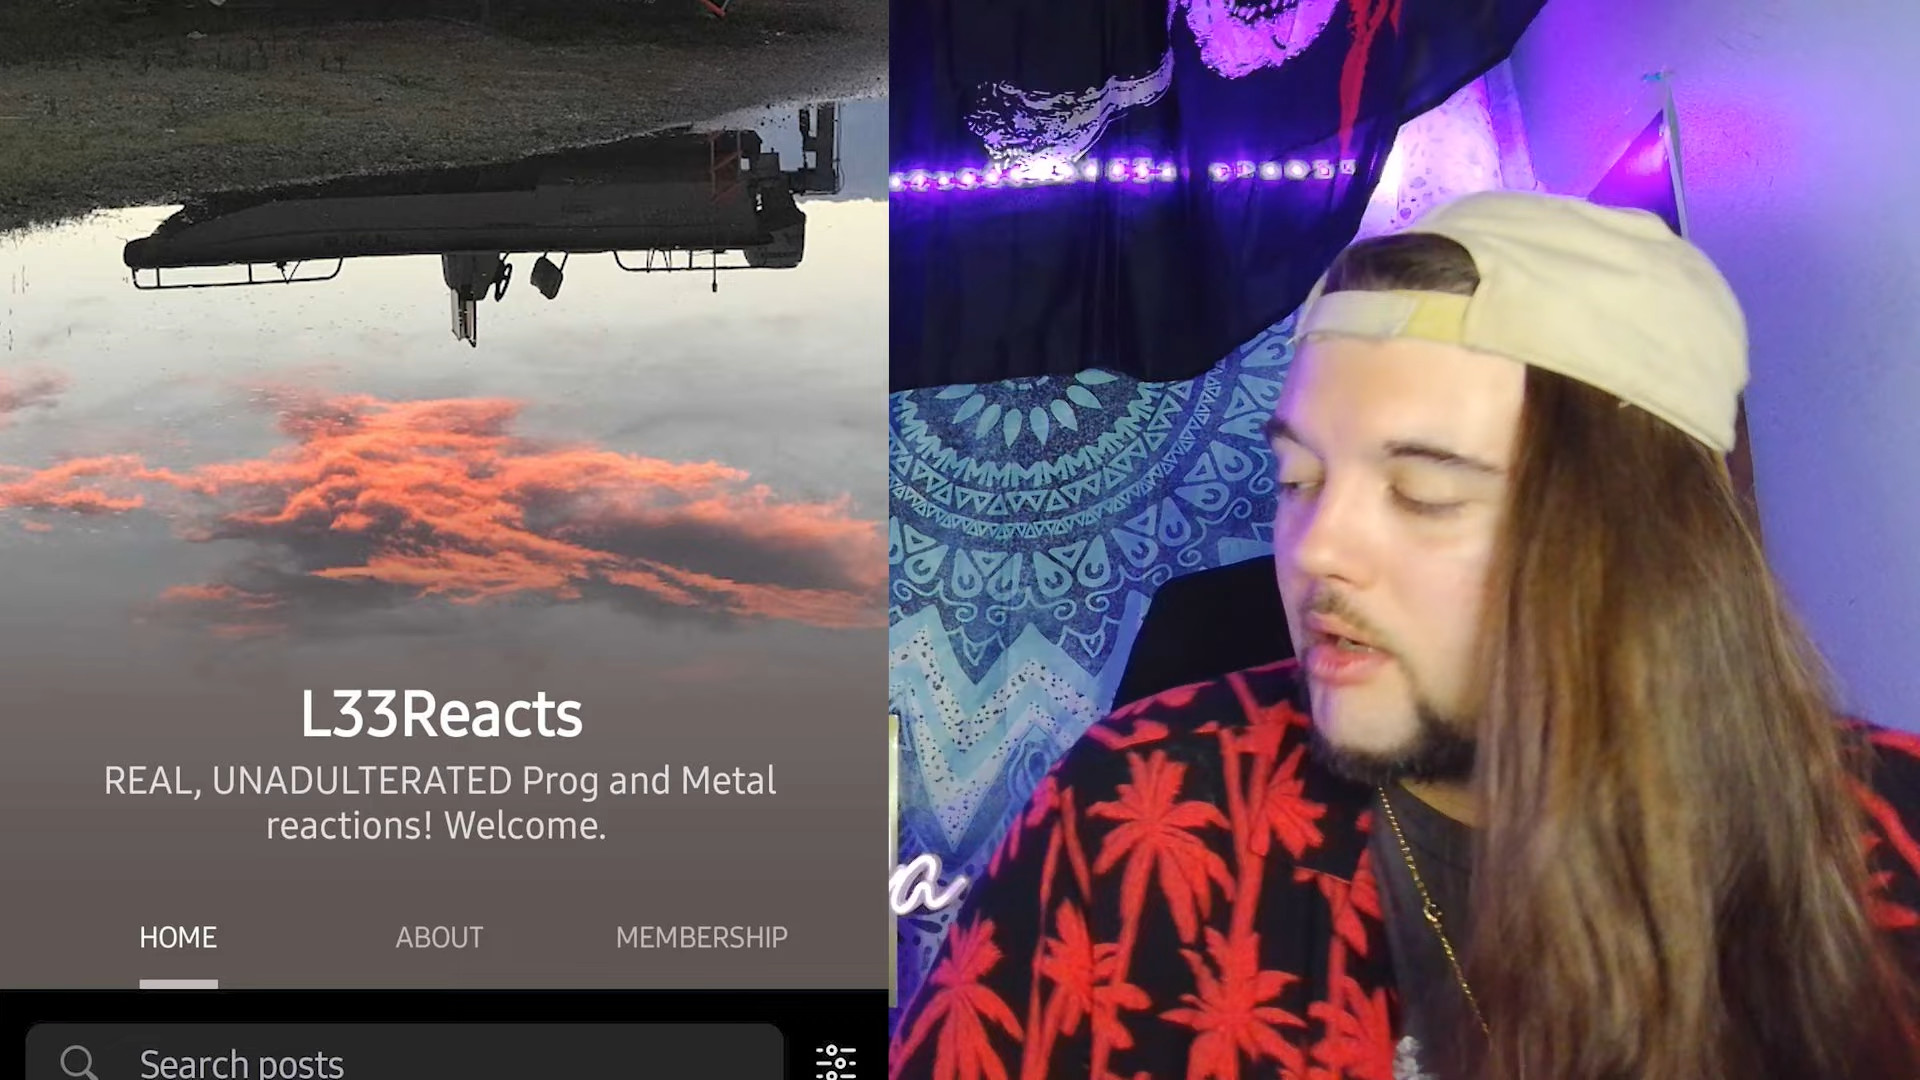 L33Reacts
REAL, UNADULTERATED Prog and Metal
reactions! Welcome.
HOME
ABOUT
MEMBERSHIP
Search posts